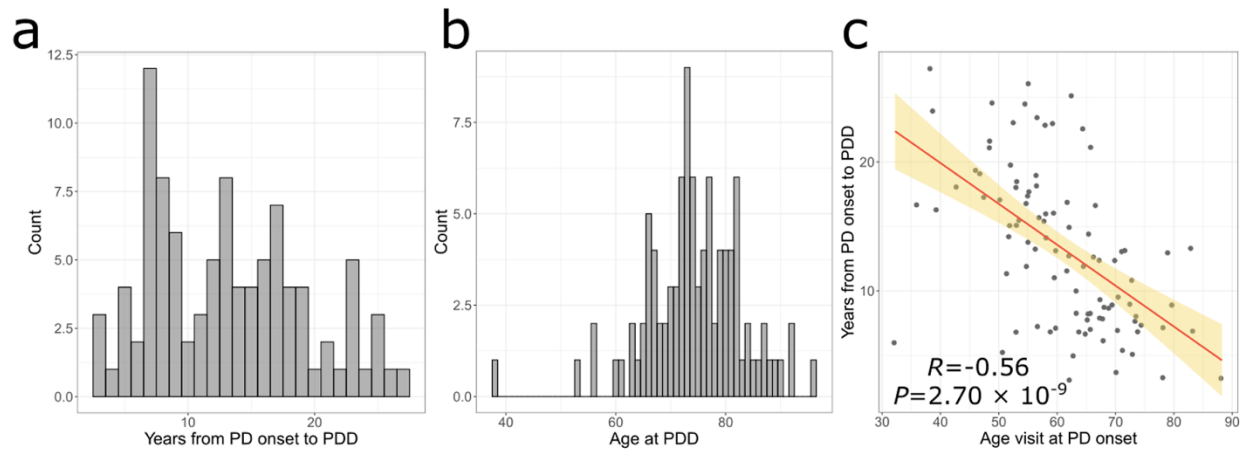 a
12.5
10.0
7.5
5.0
2.5
0.0
Count
10
20
Years from PD onset to PDD
b
7.5
5.0
2.5
0.0
Count
40
60
80
Age at PDD
c
20
10
Years from PD onset to PDD
R=-0.56
P=2.70 × 10⁻⁹
30
40
50
60
70
80
90
Age visit at PD onset